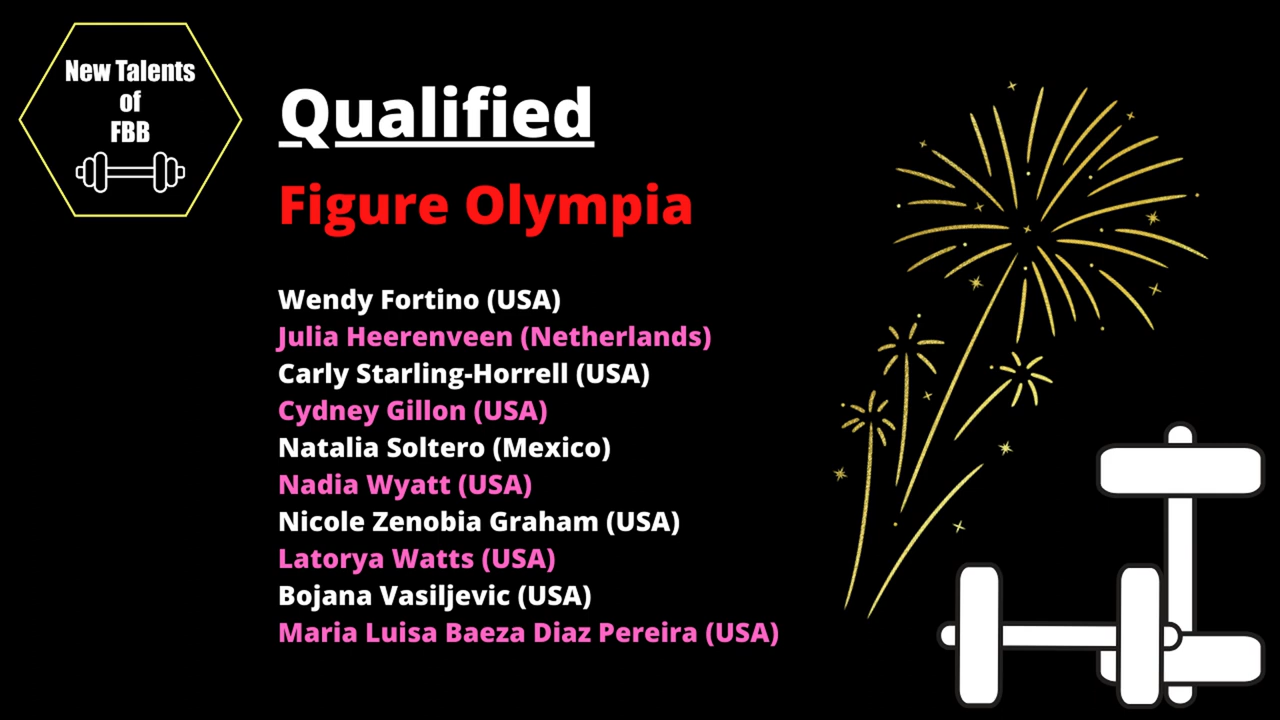 New Talents
of
FBB
Qualified
Figure Olympia
Wendy Fortino (USA)
Julia Heerenveen (Netherlands)
Carly Starling-Horrell (USA)
Cydney Gillon (USA)
Natalia Soltero (Mexico)
Nadia Wyatt (USA)
Nicole Zenobia Graham (USA)
Latorya Watts (USA)
Bojana Vasiljevic (USA)
Maria Luisa Baeza Diaz Pereira (USA)